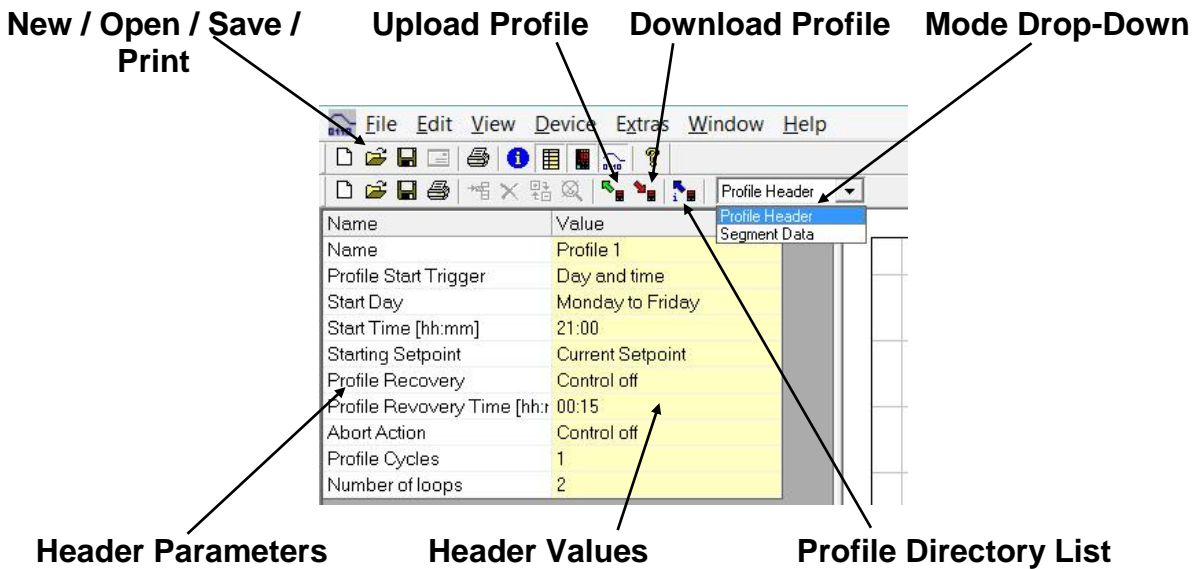 New / Open / Save /
Print
Upload Profile
Download Profile
Mode Drop-Down
File Edit View Device Extras Window Help
Profile Header
Profile Header
Segment Data
Name Value
Name Profile 1
Profile Start Trigger Day and time
Start Day Monday to Friday
Start Time [hh:mm] 21:00
Starting Setpoint Current Setpoint
Profile Recovery Control off
Profile Revovery Time [hh:r 00:15
Abort Action Control off
Profile Cycles 1
Number of loops 2
Header Parameters
Header Values
Profile Directory List